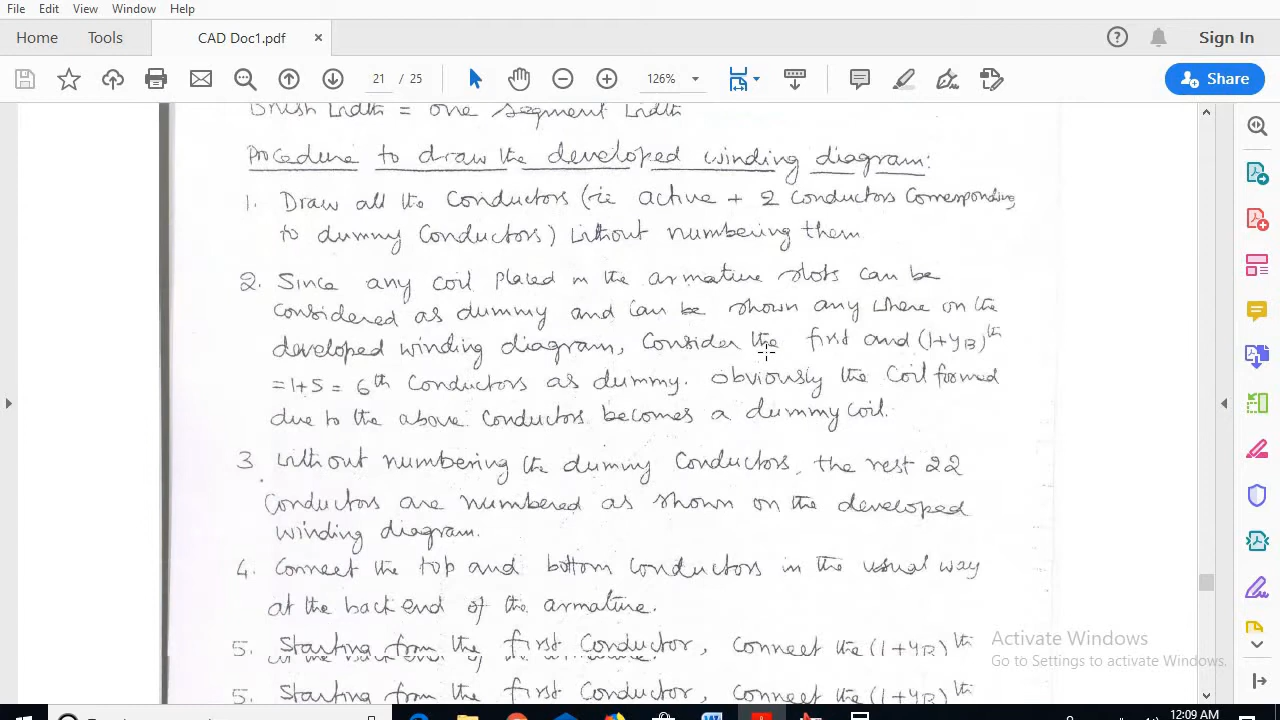 File Edit View Window Help
Home Tools CAD Doc1.pdf × Sign In
21 / 25 126% Share
Brush Width = one segment Width
Procedure to draw the developed winding diagram:
1. Draw all the Conductors (ie active + 2 Conductors Corresponding
to dummy Conductors) Without numbering them.
2. Since any coil placed in the armature slots can be
considered as dummy and can be shown any where on the
developed winding diagram, Consider the first and (1+yB)th
= 1+5 = 6th Conductors as dummy. Obviously the Coil formed
due to the above Conductors becomes a dummy coil.
3 Without numbering the dummy Conductors, the rest 22
Conductors are numbered as shown on the developed
winding diagram.
4. Connect the top and bottom Conductors in the usual way
at the back end of the armature.
5. Starting from the first Conductor, Connect the (1+yB)th
5. Starting from the first Conductor, Connect the (1+yB)th
Activate Windows
Go to Settings to activate Windows.
12:09 AM